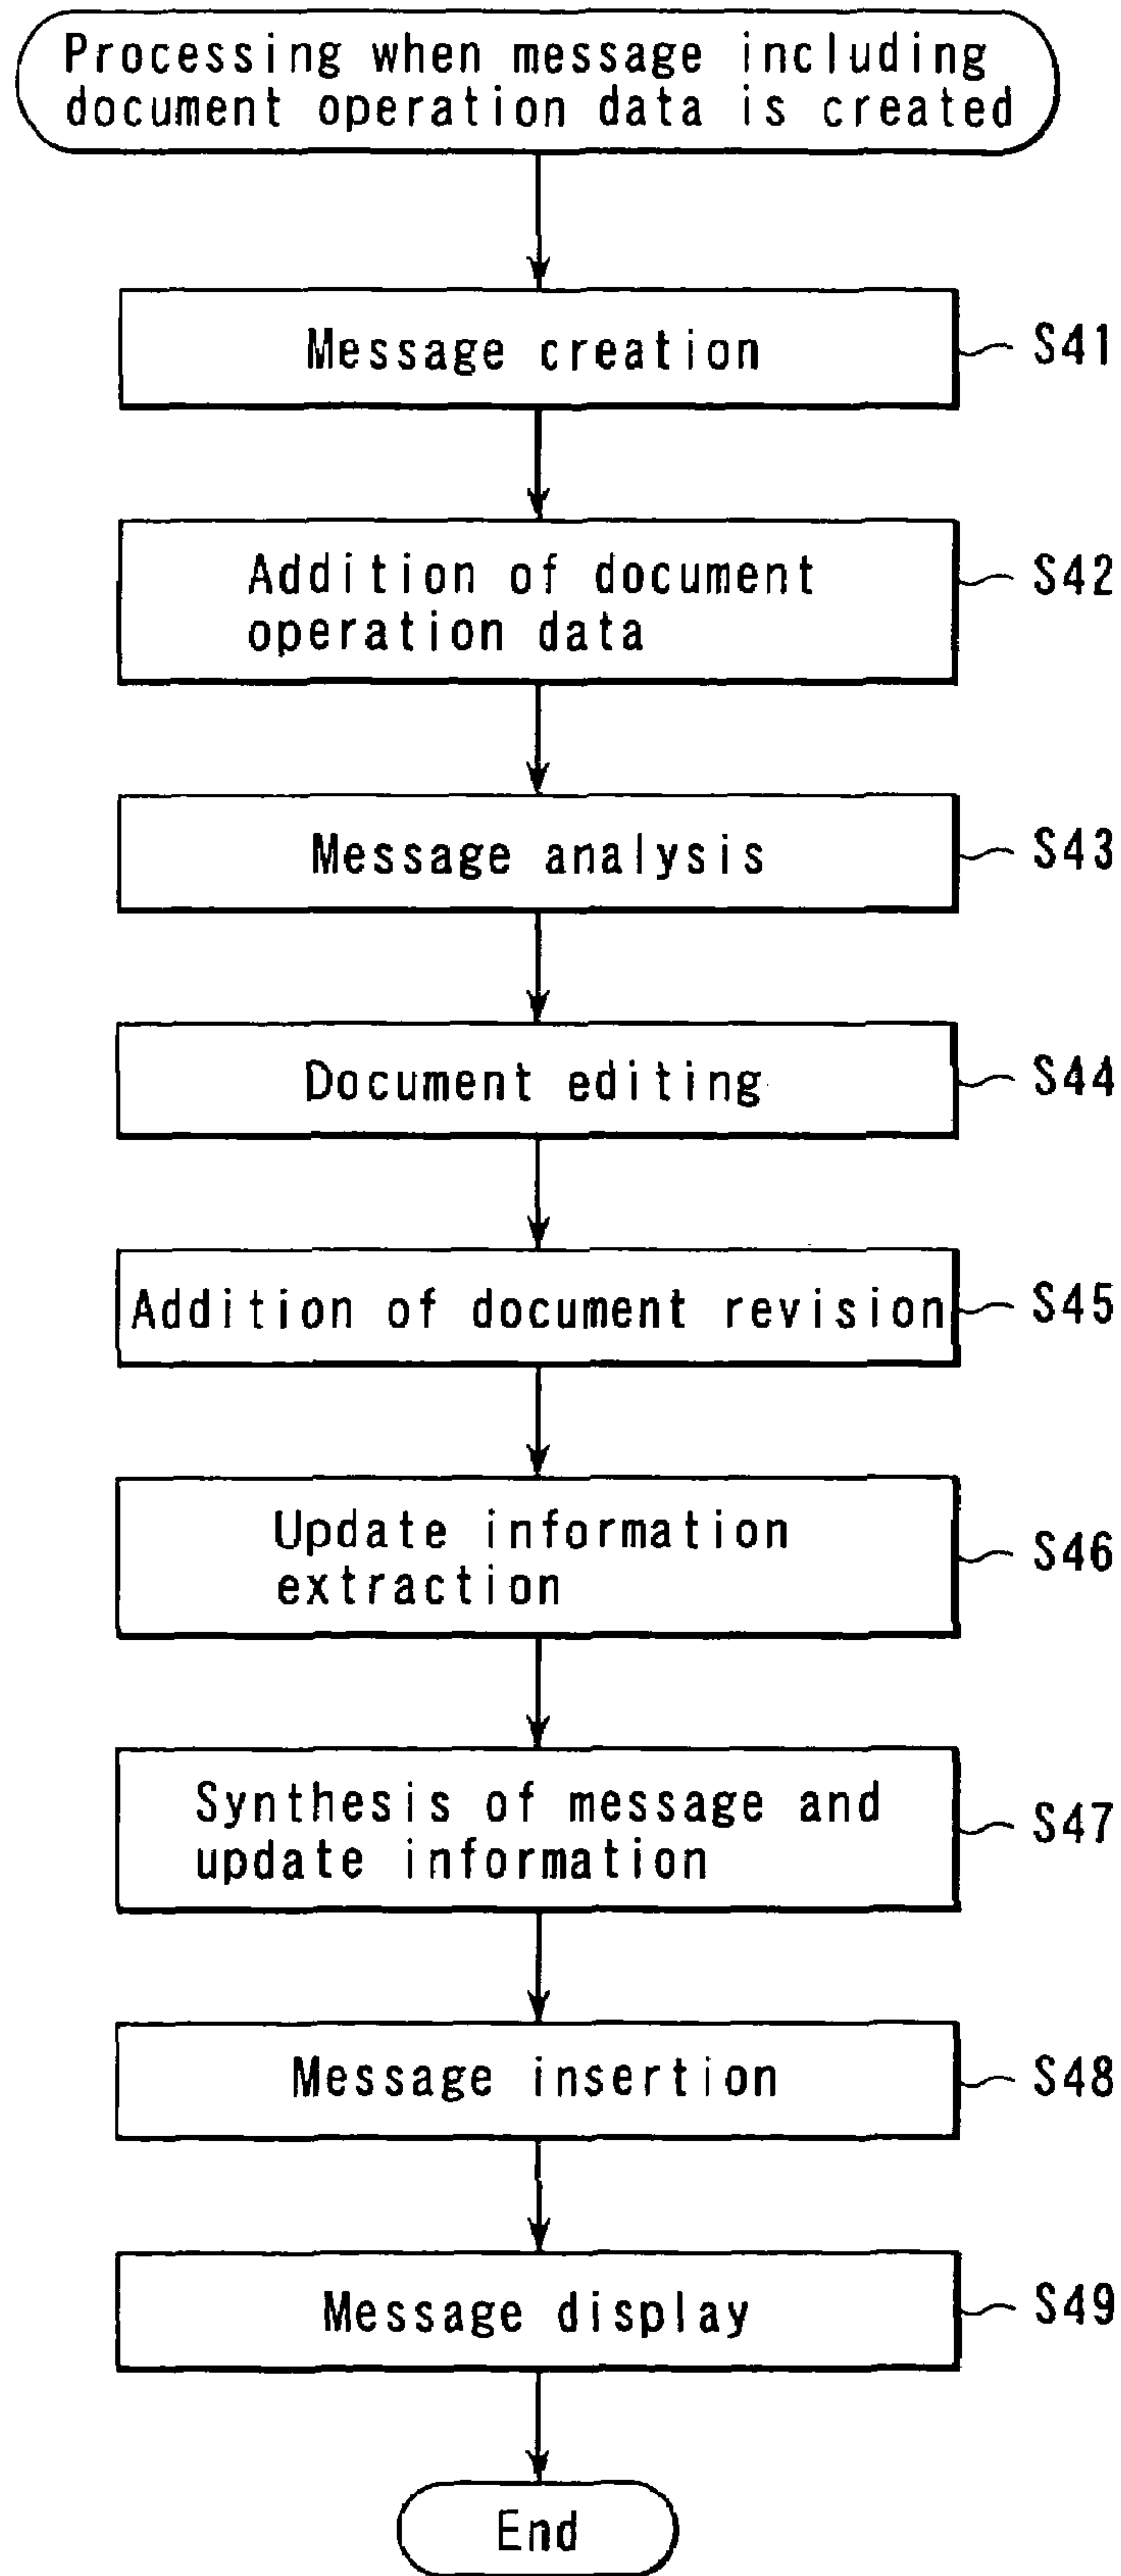 Processing when message including
document operation data is created
Message creation
S41
Addition of document
operation data
S42
Message analysis
S43
Document editing
S44
Addition of document revision
S45
Update information
extraction
S46
Synthesis of message and
update information
S47
Message insertion
S48
Message display
S49
End